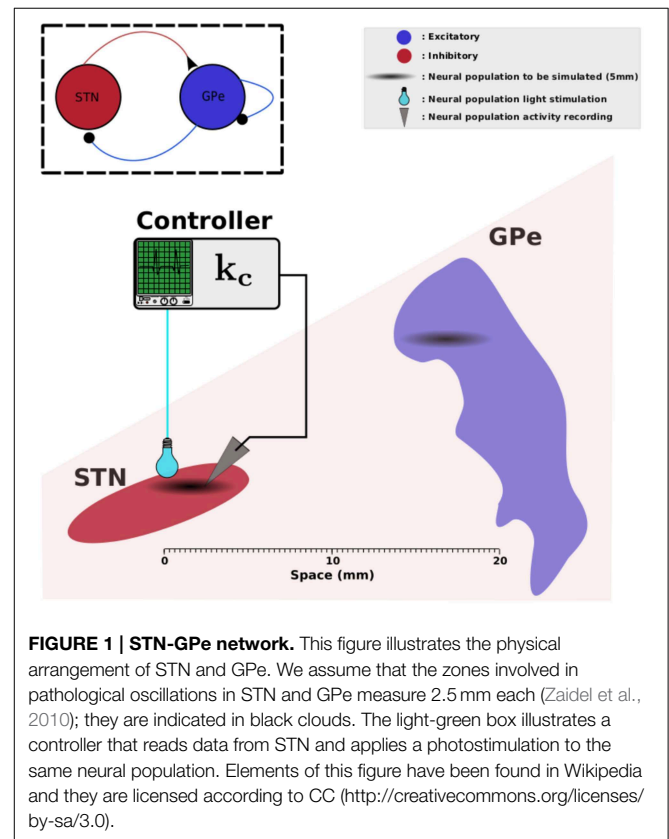 STN
GPe
: Excitatory
: Inhibitory
: Neural population to be simulated (5mm)
: Neural population light stimulation
: Neural population activity recording
Controller
k_c
GPe
STN
0 10 20
Space (mm)
FIGURE 1 | STN-GPe network. This figure illustrates the physical
arrangement of STN and GPe. We assume that the zones involved in
pathological oscillations in STN and GPe measure 2.5 mm each (Zaidel et al.,
2010); they are indicated in black clouds. The light-green box illustrates a
controller that reads data from STN and applies a photostimulation to the
same neural population. Elements of this figure have been found in Wikipedia
and they are licensed according to CC (http://creativecommons.org/licenses/
by-sa/3.0).